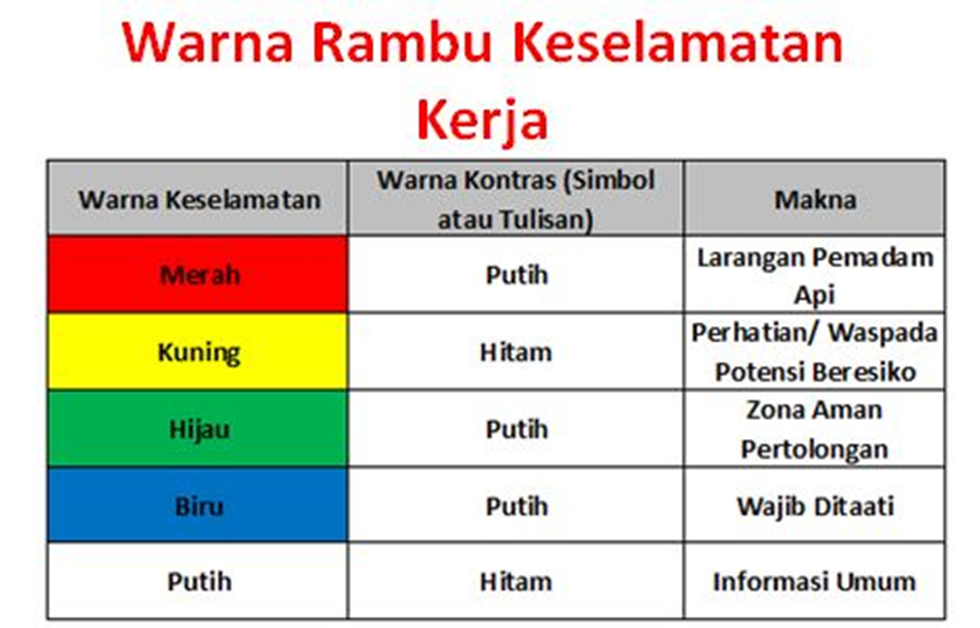 Warna Rambu Keselamatan
Kerja
Warna Keselamatan
Warna Kontras (Simbol
atau Tulisan)
Makna
Merah
Putih
Larangan Pemadam
Api
Kuning
Hitam
Perhatian/ Waspada
Potensi Beresiko
Hijau
Putih
Zona Aman
Pertolongan
Biru
Putih
Wajib Ditaati
Putih
Hitam
Informasi Umum